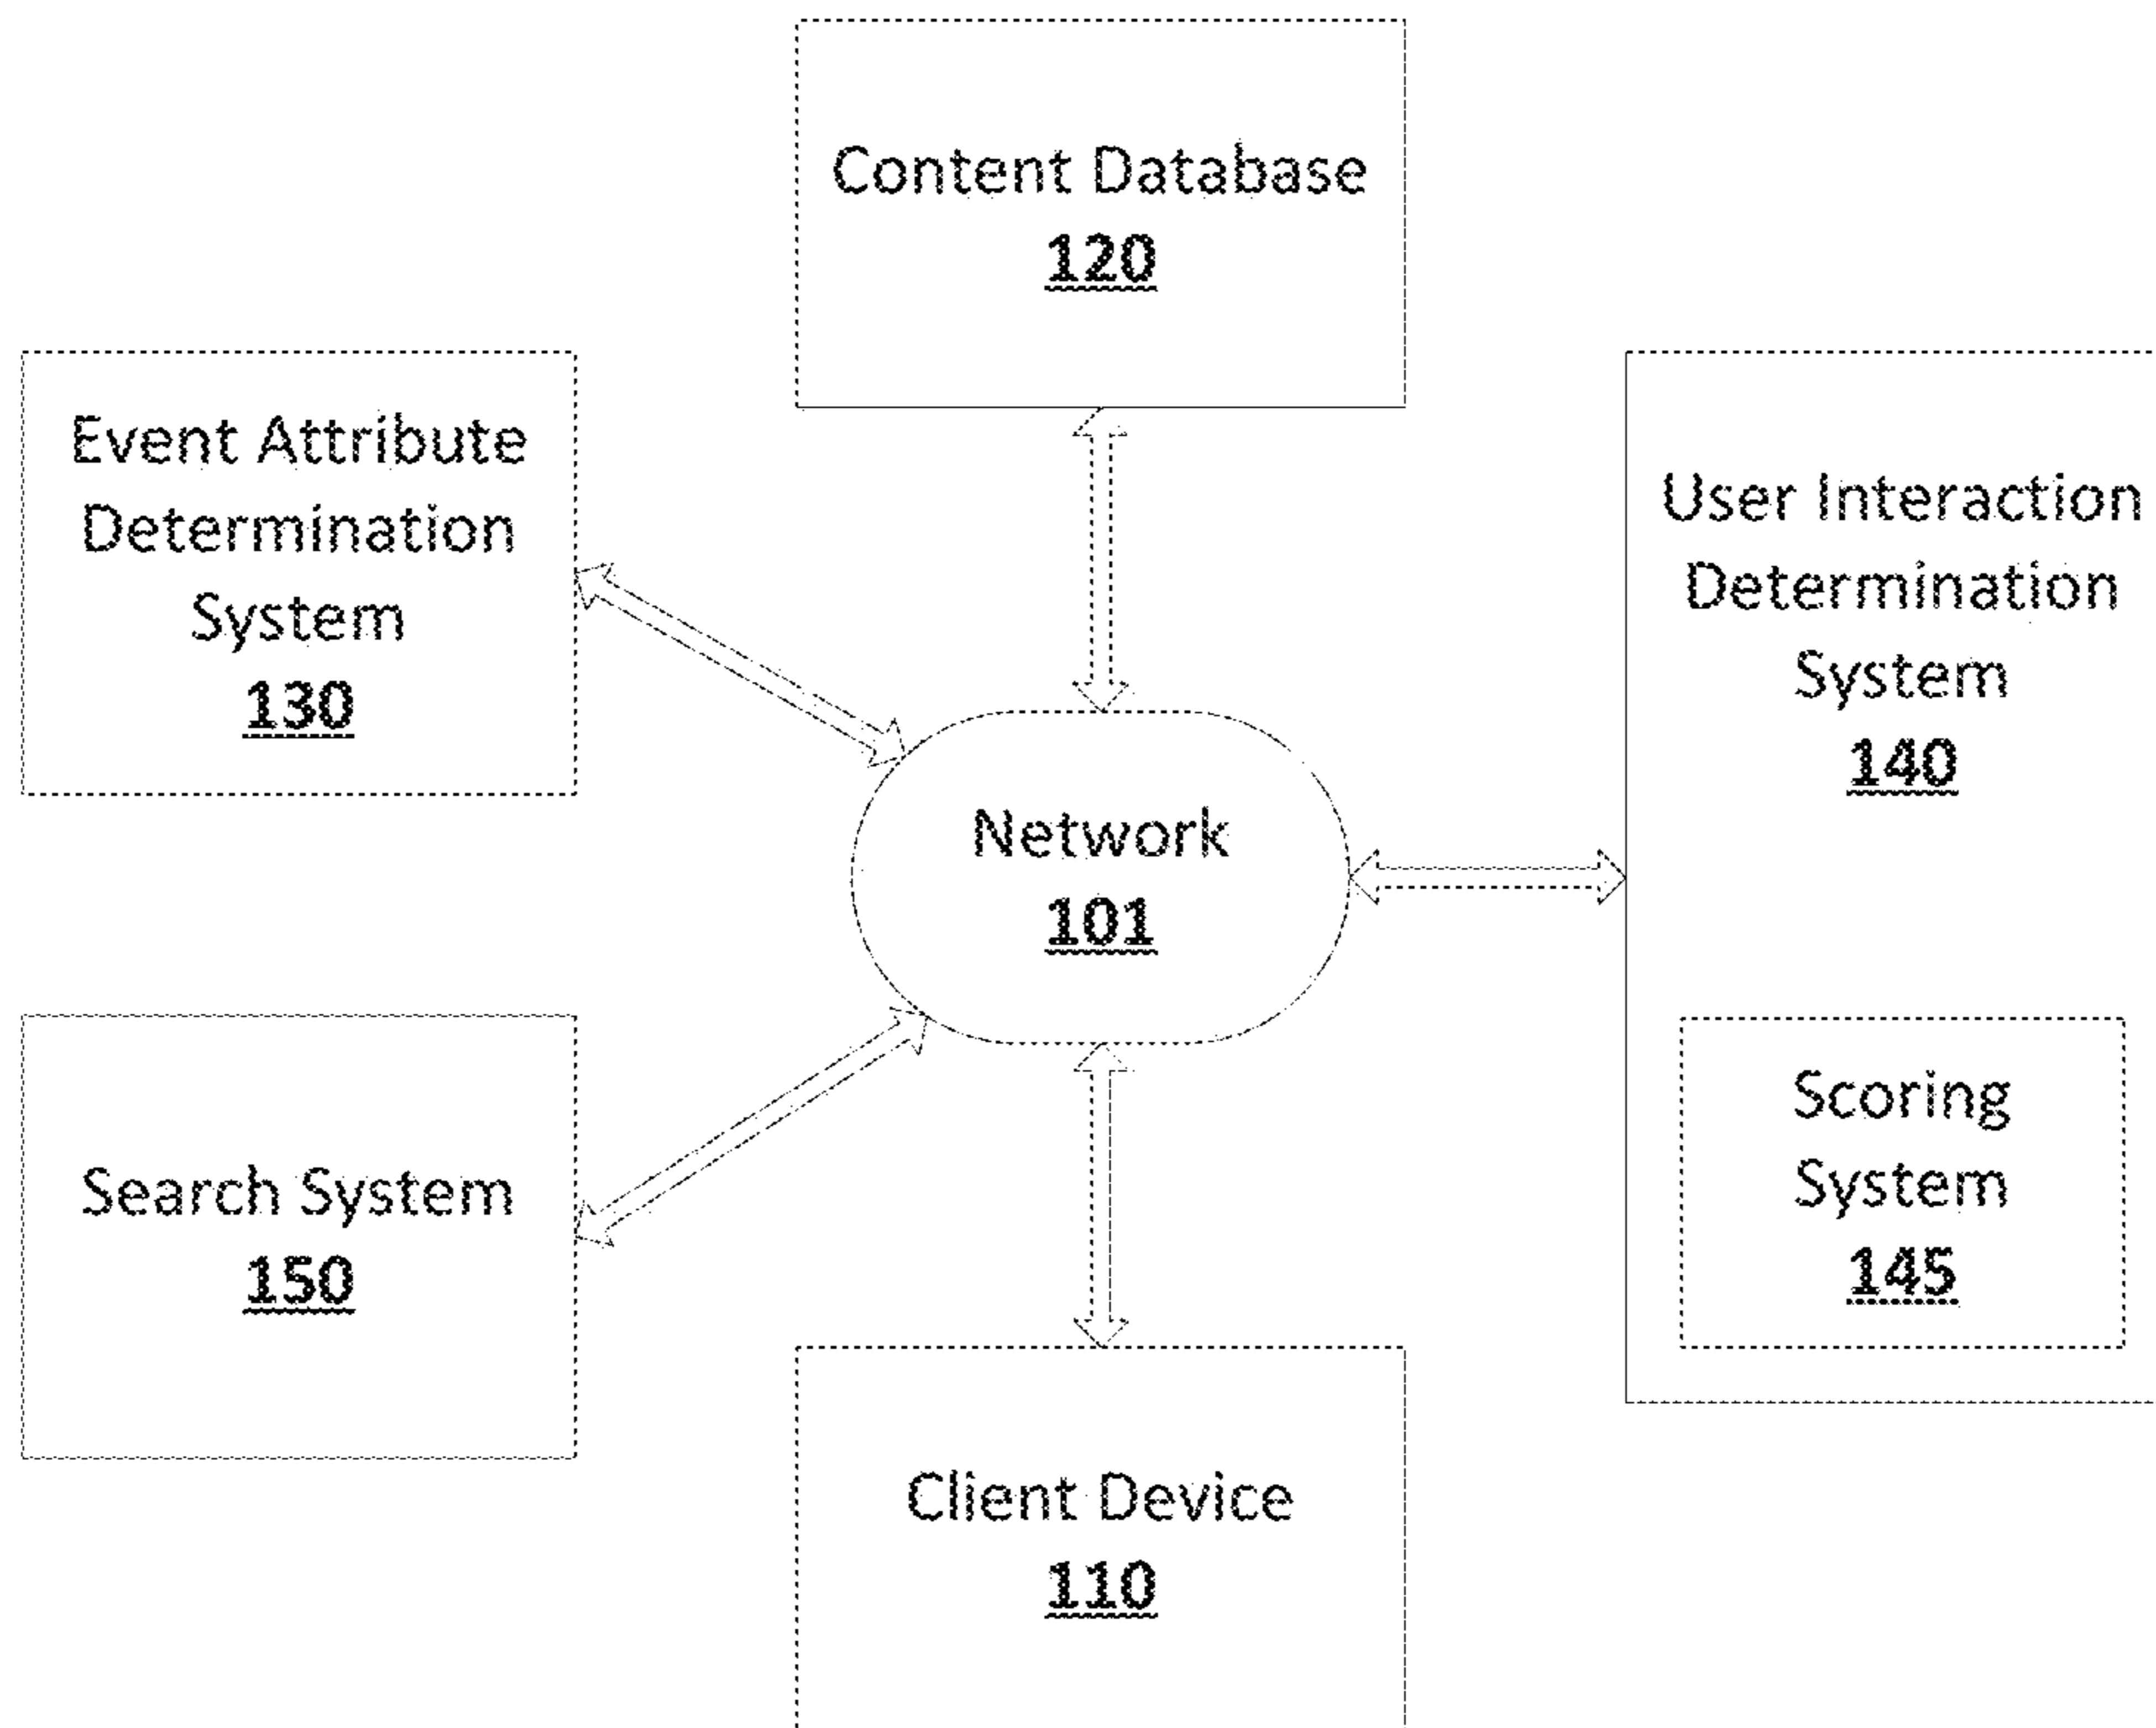 Content Database
120
Event Attribute
Determination
System
130
User Interaction
Determination
System
140
Network
101
Search System
150
Scoring
System
145
Client Device
110